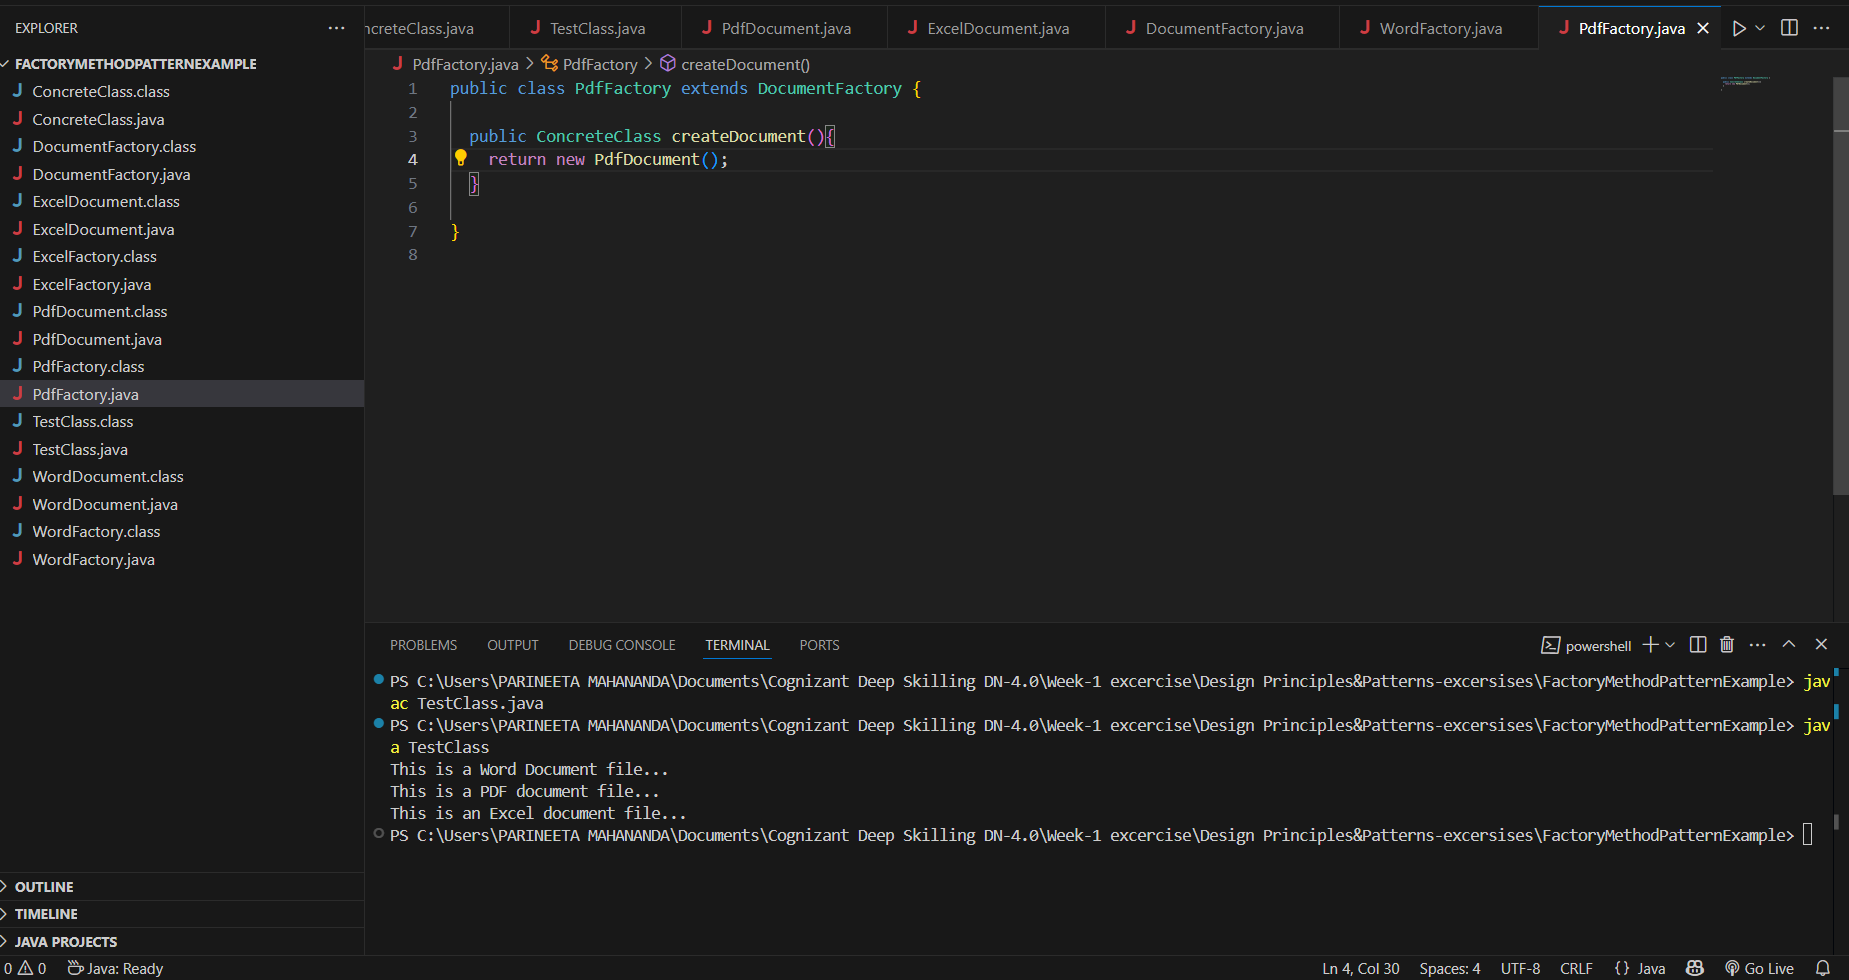 EXPLORER
FACTORYMETHODPATTERNEXAMPLE
ConcreteClass.class
ConcreteClass.java
DocumentFactory.class
DocumentFactory.java
ExcelDocument.class
ExcelDocument.java
ExcelFactory.class
ExcelFactory.java
PdfDocument.class
PdfDocument.java
PdfFactory.class
PdfFactory.java
TestClass.class
TestClass.java
WordDocument.class
WordDocument.java
WordFactory.class
WordFactory.java
OUTLINE
TIMELINE
JAVA PROJECTS
ncreteClass.java TestClass.java PdfDocument.java ExcelDocument.java DocumentFactory.java WordFactory.java PdfFactory.java
PdfFactory.java > PdfFactory > createDocument()
1 public class PdfFactory extends DocumentFactory {
2
3 public ConcreteClass createDocument(){
4 return new PdfDocument();
5 }
6
7 }
8
PROBLEMS OUTPUT DEBUG CONSOLE TERMINAL PORTS powershell
PS C:\Users\PARINEETA MAHANANDA\Documents\Cognizant Deep Skilling DN-4.0\Week-1 excercise\Design Principles&Patterns-excersises\FactoryMethodPatternExample> jav
ac TestClass.java
PS C:\Users\PARINEETA MAHANANDA\Documents\Cognizant Deep Skilling DN-4.0\Week-1 excercise\Design Principles&Patterns-excersises\FactoryMethodPatternExample> jav
a TestClass
This is a Word Document file...
This is a PDF document file...
This is an Excel document file...
PS C:\Users\PARINEETA MAHANANDA\Documents\Cognizant Deep Skilling DN-4.0\Week-1 excercise\Design Principles&Patterns-excersises\FactoryMethodPatternExample>
0 0 Java: Ready Ln 4, Col 30 Spaces: 4 UTF-8 CRLF {} Java Go Live